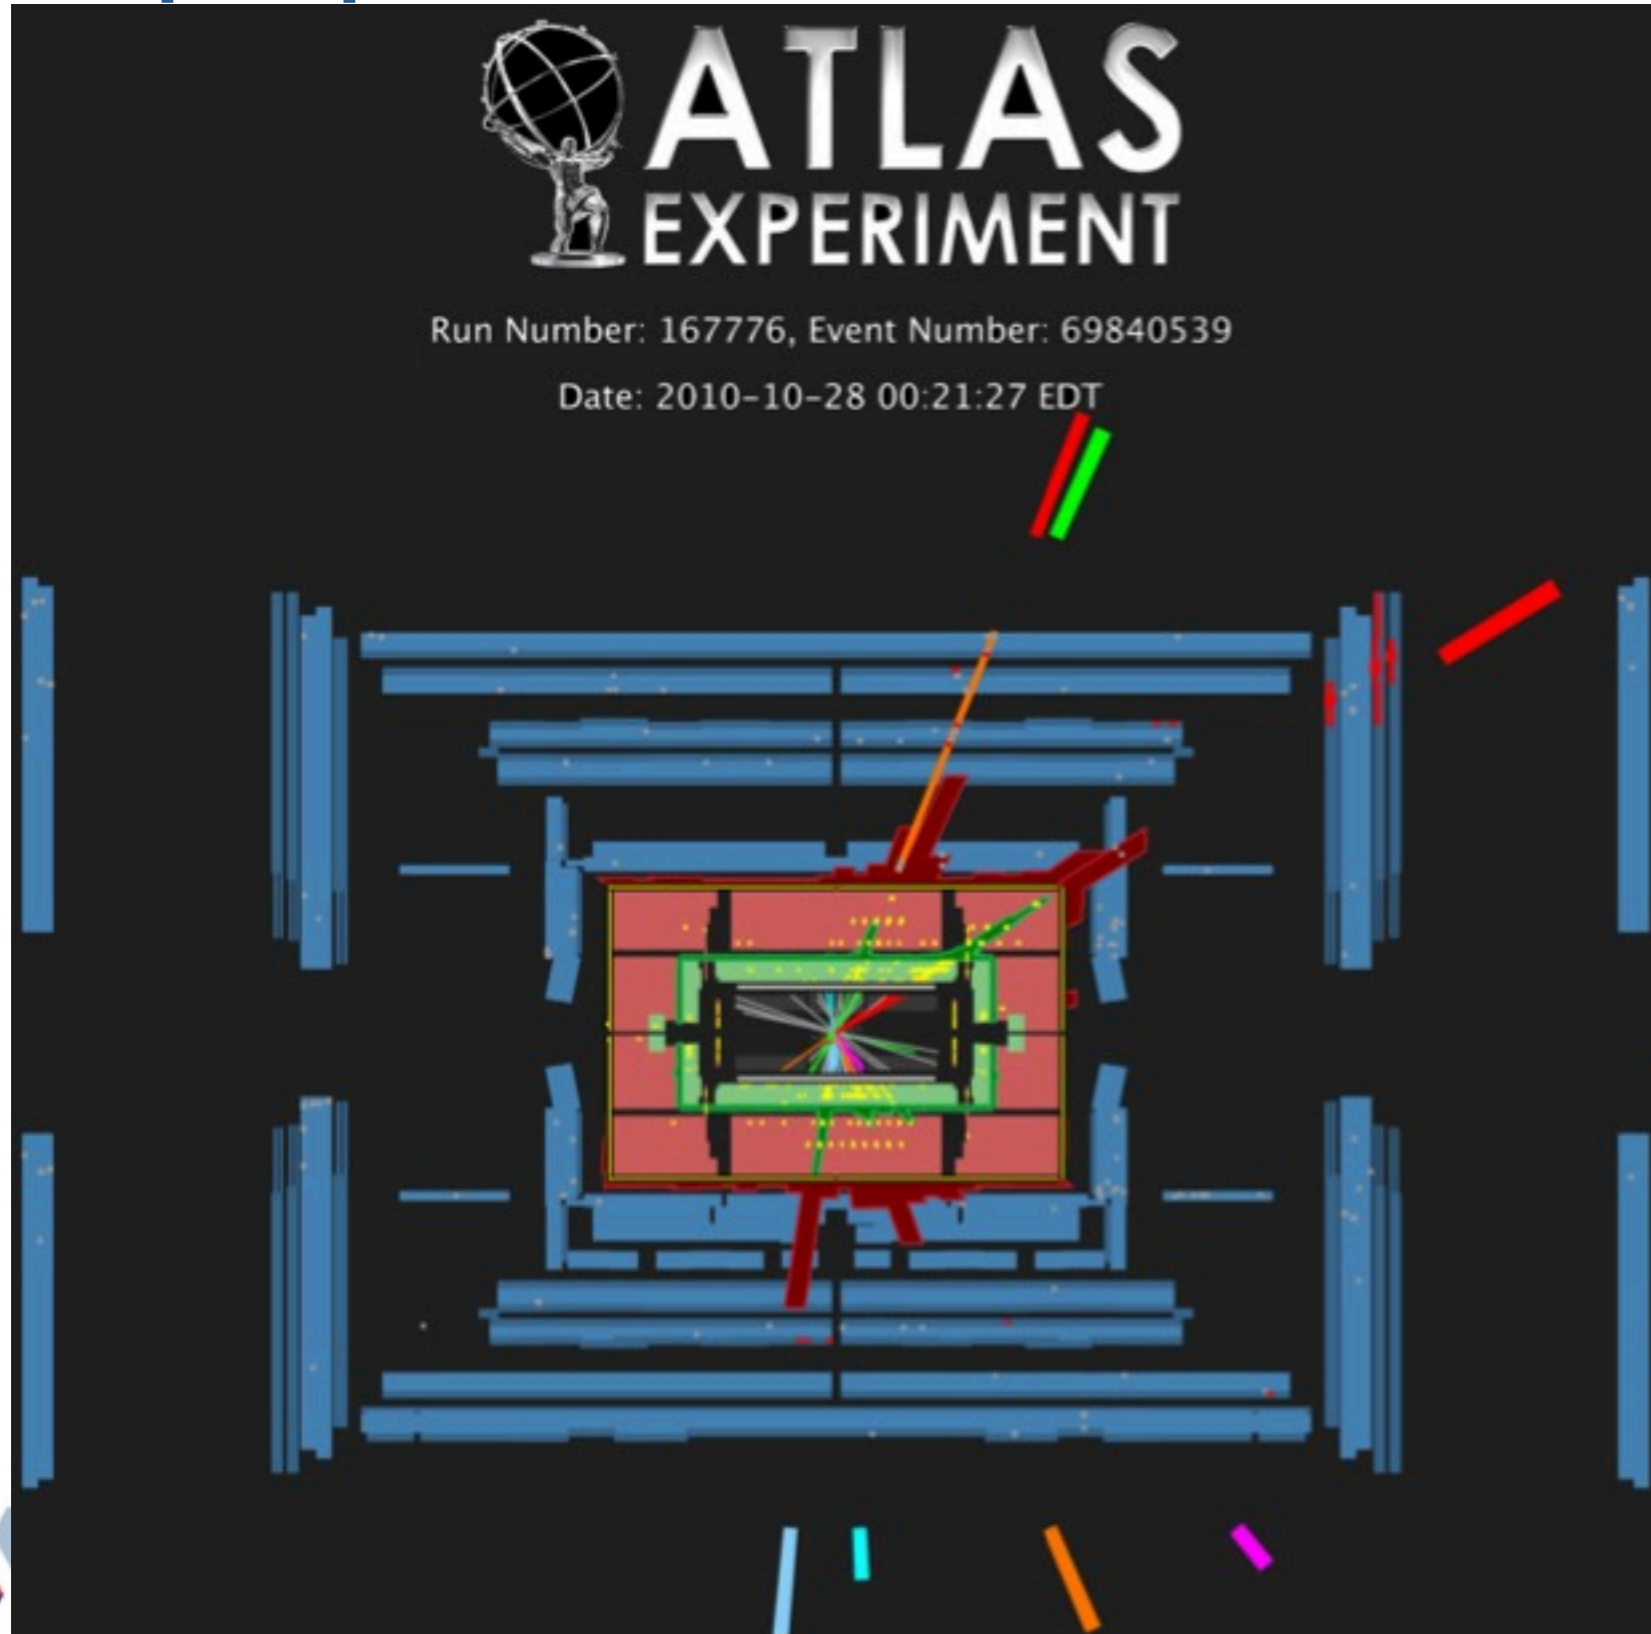 ATLAS
EXPERIMENT
Run Number: 167776, Event Number: 69840539
Date: 2010-10-28 00:21:27 EDT